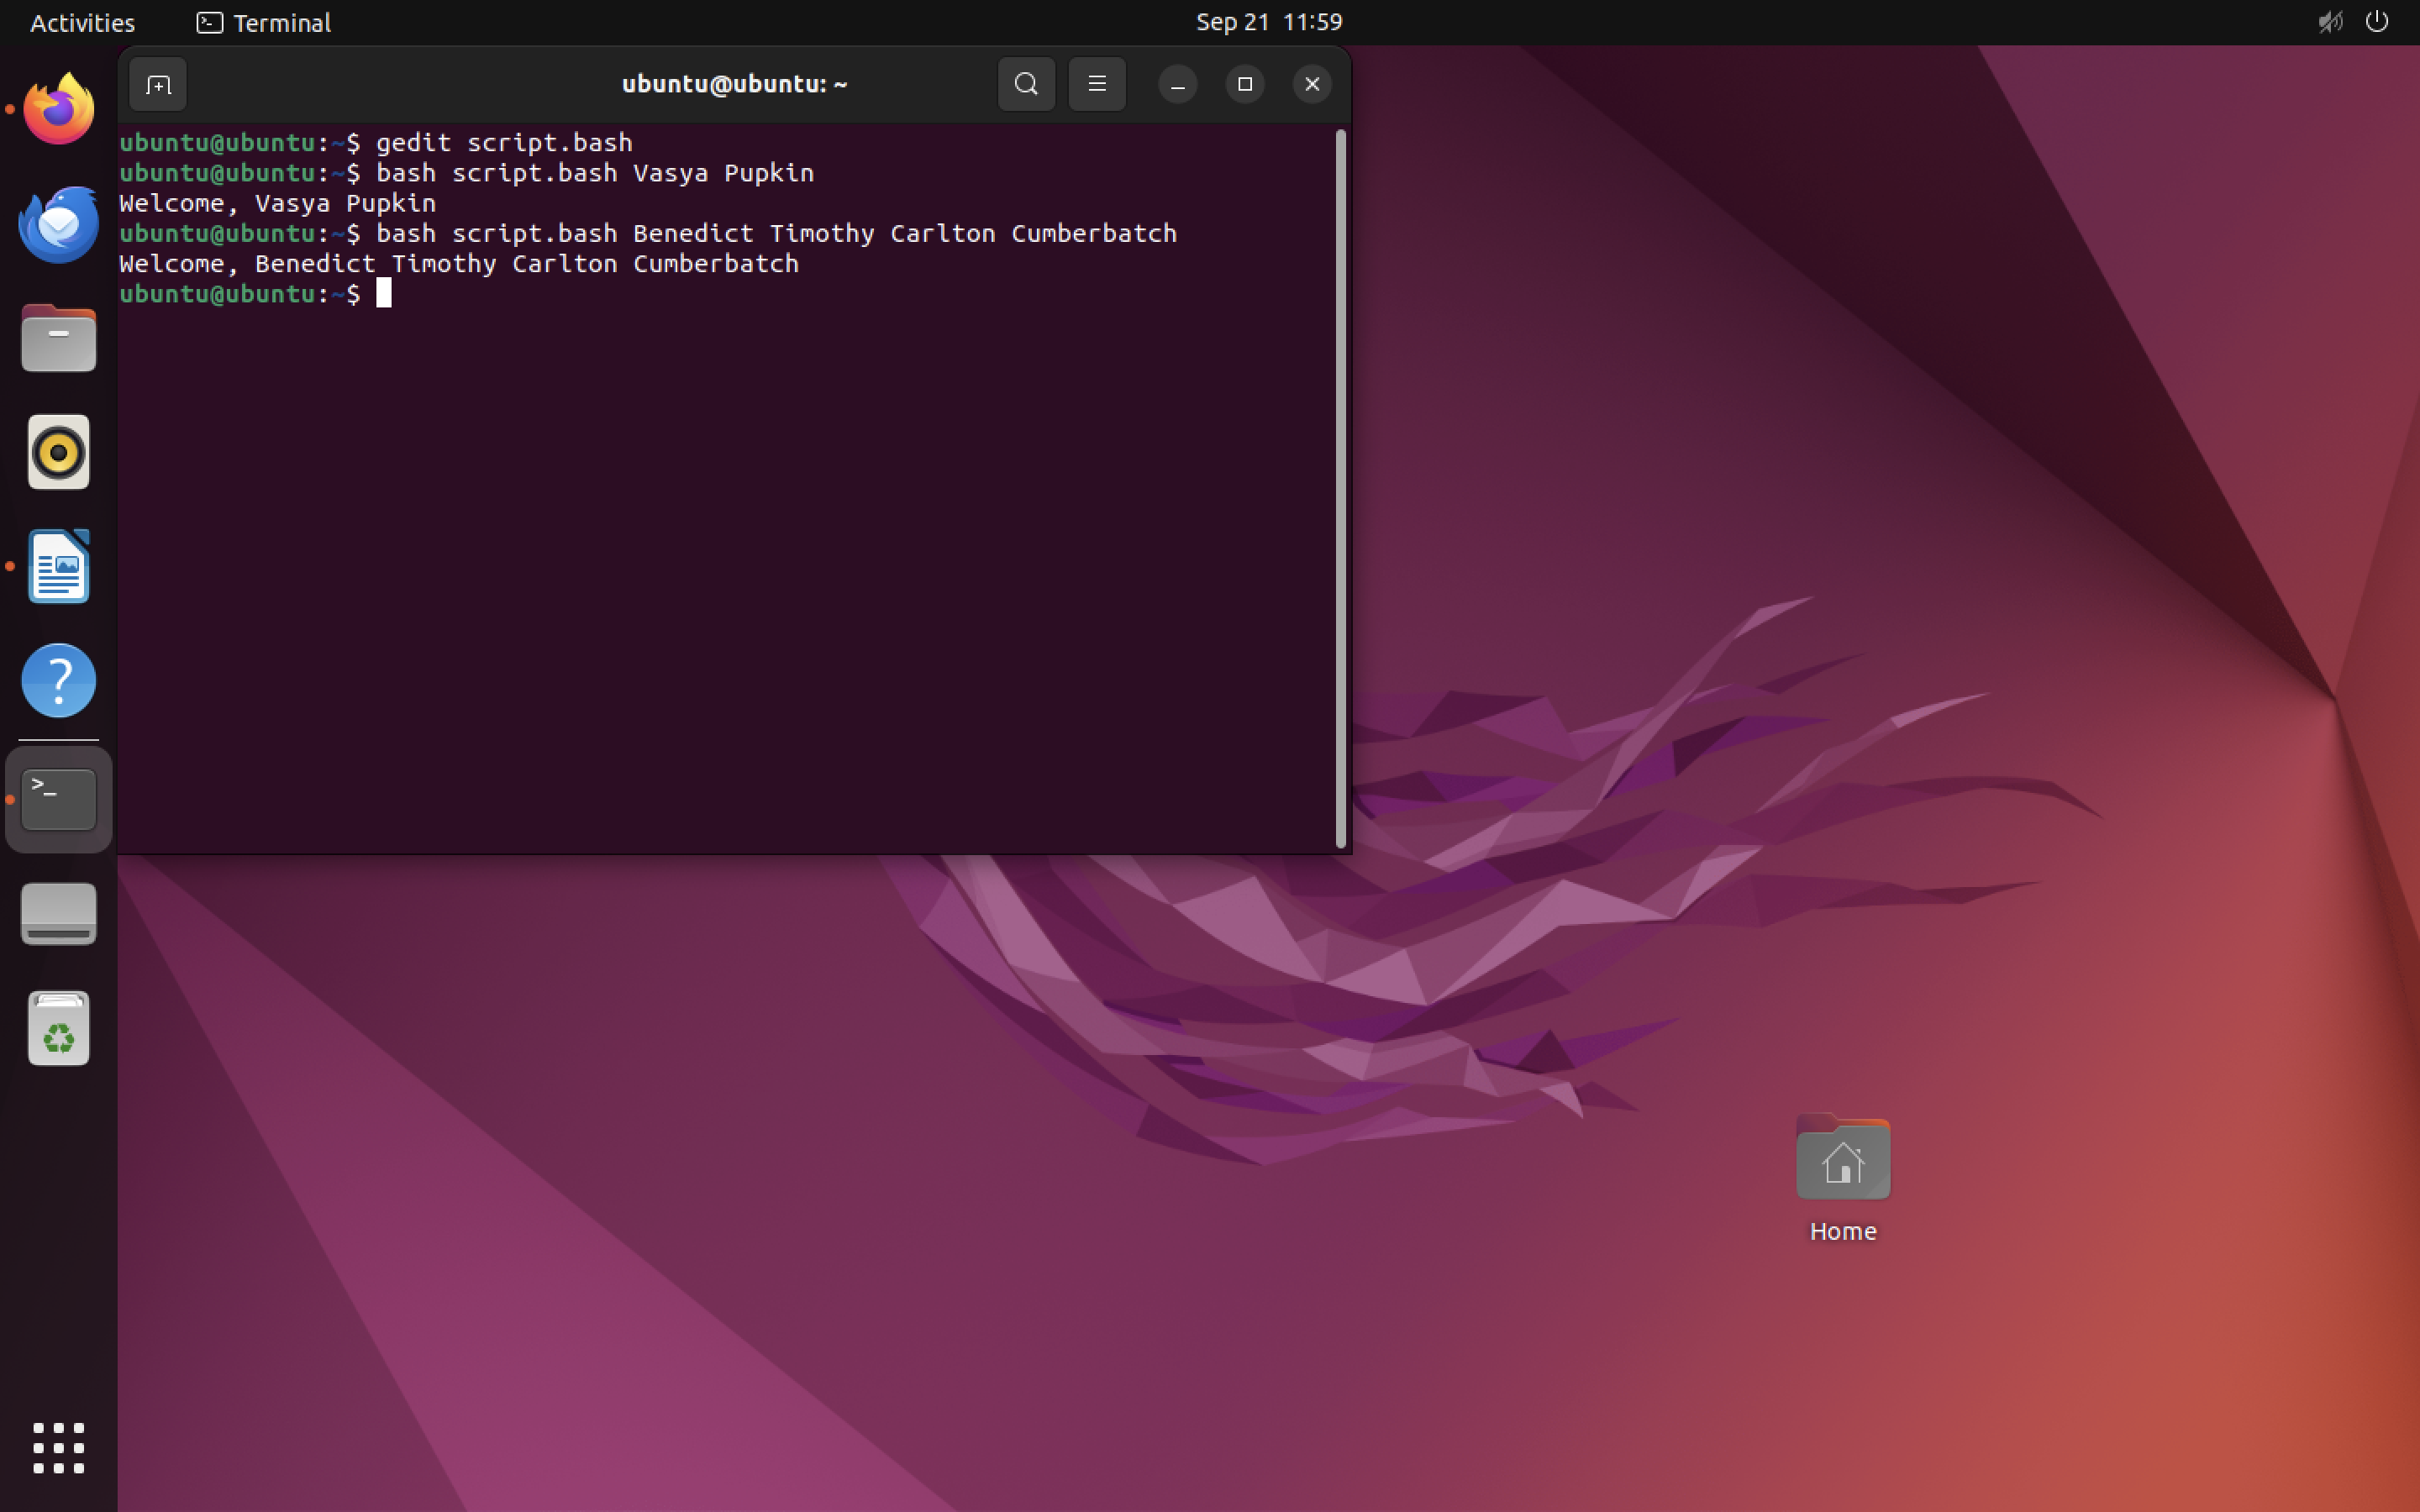 Activities Terminal Sep 21 11:59
ubuntu@ubuntu: ~
ubuntu@ubuntu:~$ gedit script.bash
ubuntu@ubuntu:~$ bash script.bash Vasya Pupkin
Welcome, Vasya Pupkin
ubuntu@ubuntu:~$ bash script.bash Benedict Timothy Carlton Cumberbatch
Welcome, Benedict Timothy Carlton Cumberbatch
ubuntu@ubuntu:~$
Home